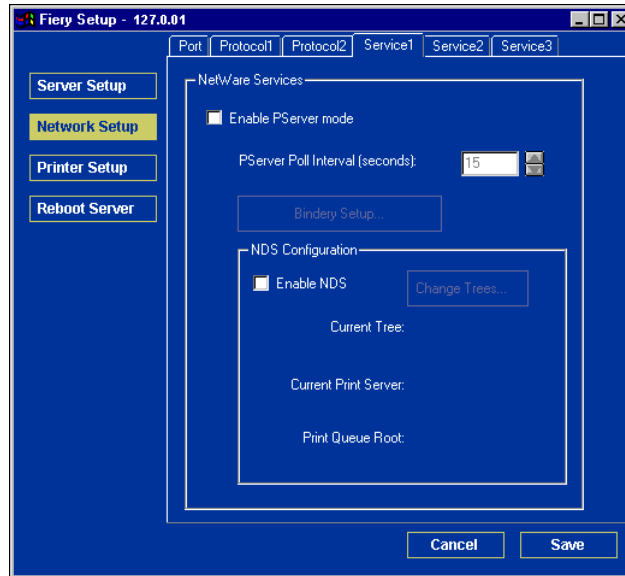 Fiery Setup - 127.0.01
Port Protocol1 Protocol2 Service1 Service2 Service3
Server Setup
Network Setup
Printer Setup
Reboot Server
NetWare Services
Enable PServer mode
PServer Poll Interval (seconds): 15
Bindery Setup...
NDS Configuration
Enable NDS Change Trees...
Current Tree:
Current Print Server:
Print Queue Root:
Cancel Save